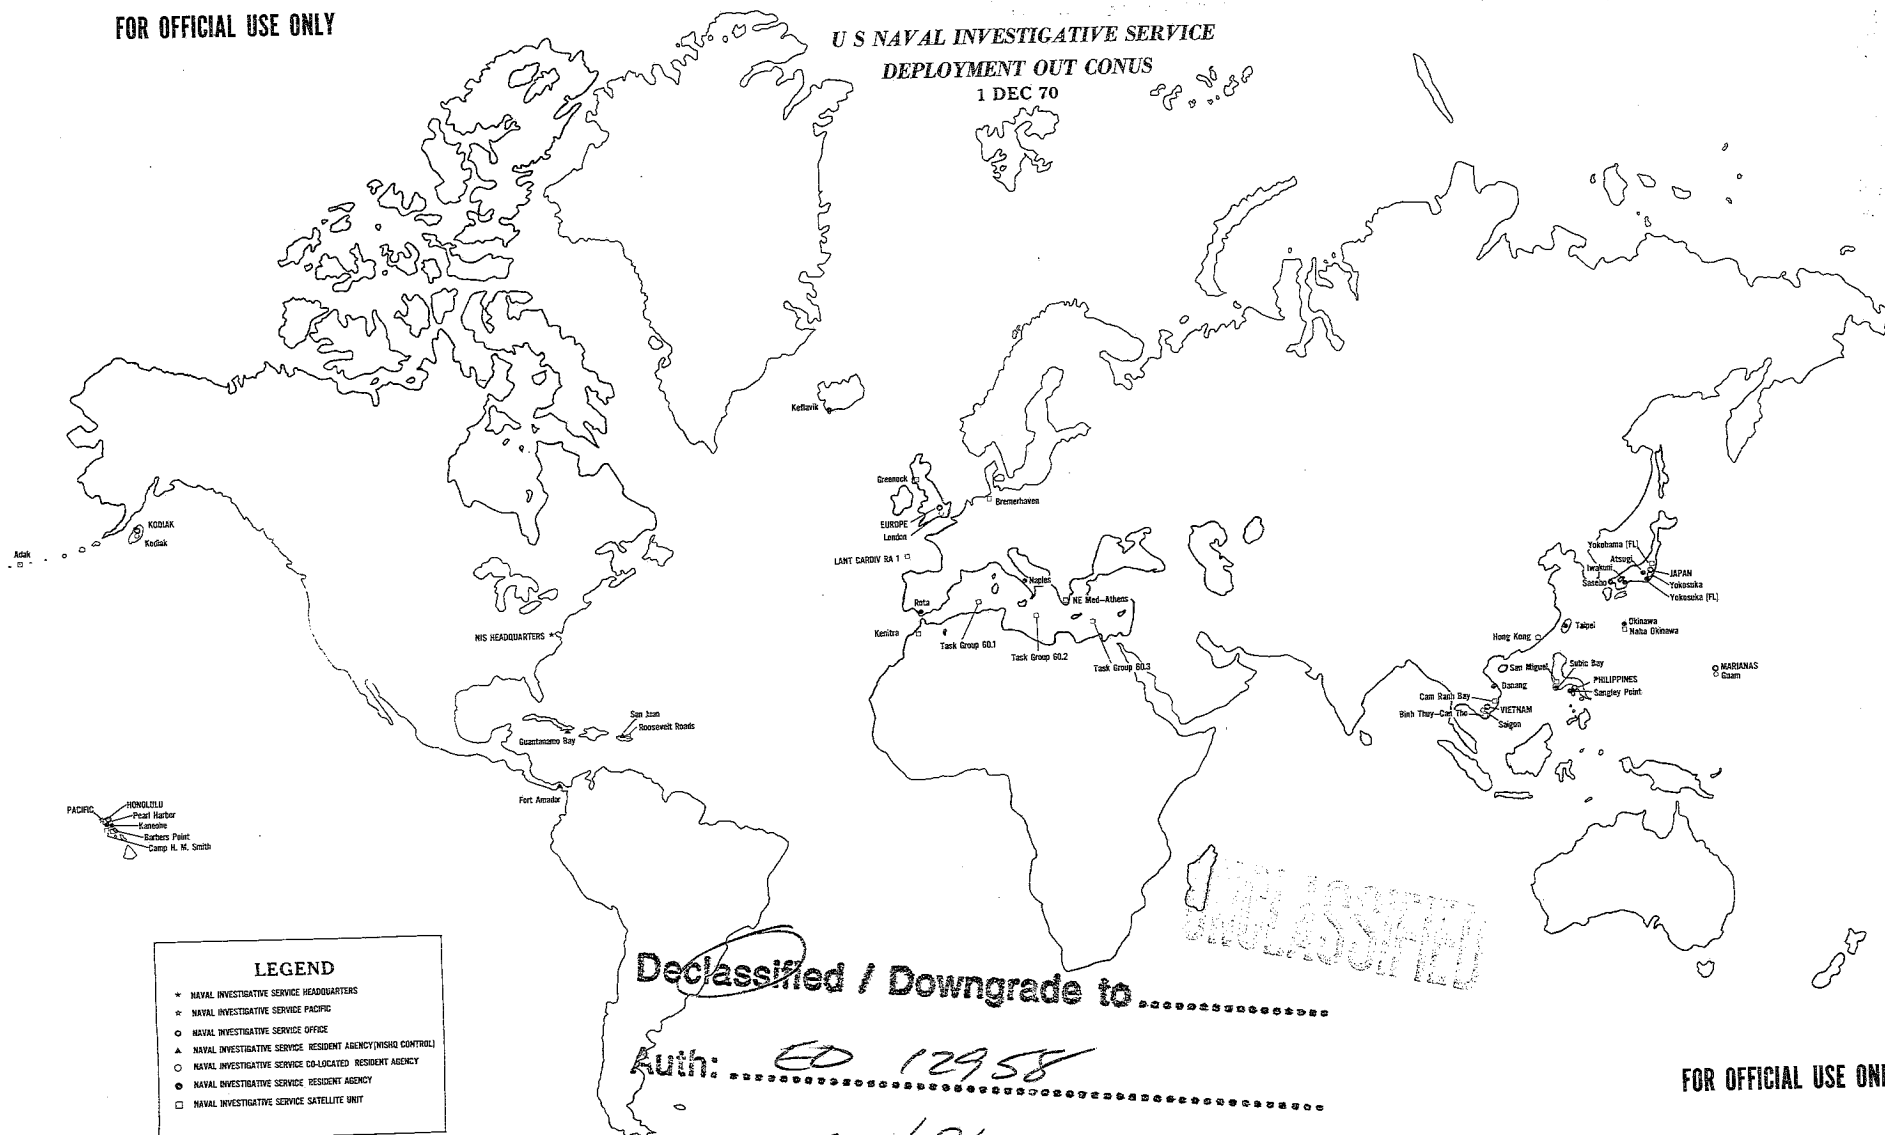 FOR OFFICIAL USE ONLY
U S NAVAL INVESTIGATIVE SERVICE
DEPLOYMENT OUT CONUS
1 DEC 70
Keflavik
Greenock
Bremerhaven
EUROPE
London
LANT CARDIV RA 1
KODIAK
Kodiak
Adak
Yokohama (FL)
Atsugi
Iwakuni
Sasebo
JAPAN
Yokosuka
Yokosuka (FL)
Naples
NE Med-Athens
Rota
Kenitra
Task Group 60.1
Task Group 60.2
Task Group 60.3
NIS HEADQUARTERS
Hong Kong
Taipei
Okinawa
Naha Okinawa
San Miguel
Subic Bay
MARIANAS
Guam
PHILIPPINES
Sangley Point
Danang
Cam Ranh Bay
VIETNAM
Binh Thuy-Can Tho
Saigon
San Juan
Roosevelt Roads
Guantanamo Bay
Fort Amador
PACIFIC
HONOLULU
Pearl Harbor
Kaneohe
Barbers Point
Camp H. M. Smith
UNCLASSIFIED
LEGEND
★ NAVAL INVESTIGATIVE SERVICE HEADQUARTERS
☆ NAVAL INVESTIGATIVE SERVICE PACIFIC
NAVAL INVESTIGATIVE SERVICE OFFICE
▲ NAVAL INVESTIGATIVE SERVICE RESIDENT AGENCY(NISHQ CONTROL)
○ NAVAL INVESTIGATIVE SERVICE CO-LOCATED RESIDENT AGENCY
NAVAL INVESTIGATIVE SERVICE RESIDENT AGENCY
□ NAVAL INVESTIGATIVE SERVICE SATELLITE UNIT
Declassified / Downgrade to
Auth: EO 12958
FOR OFFICIAL USE ONL